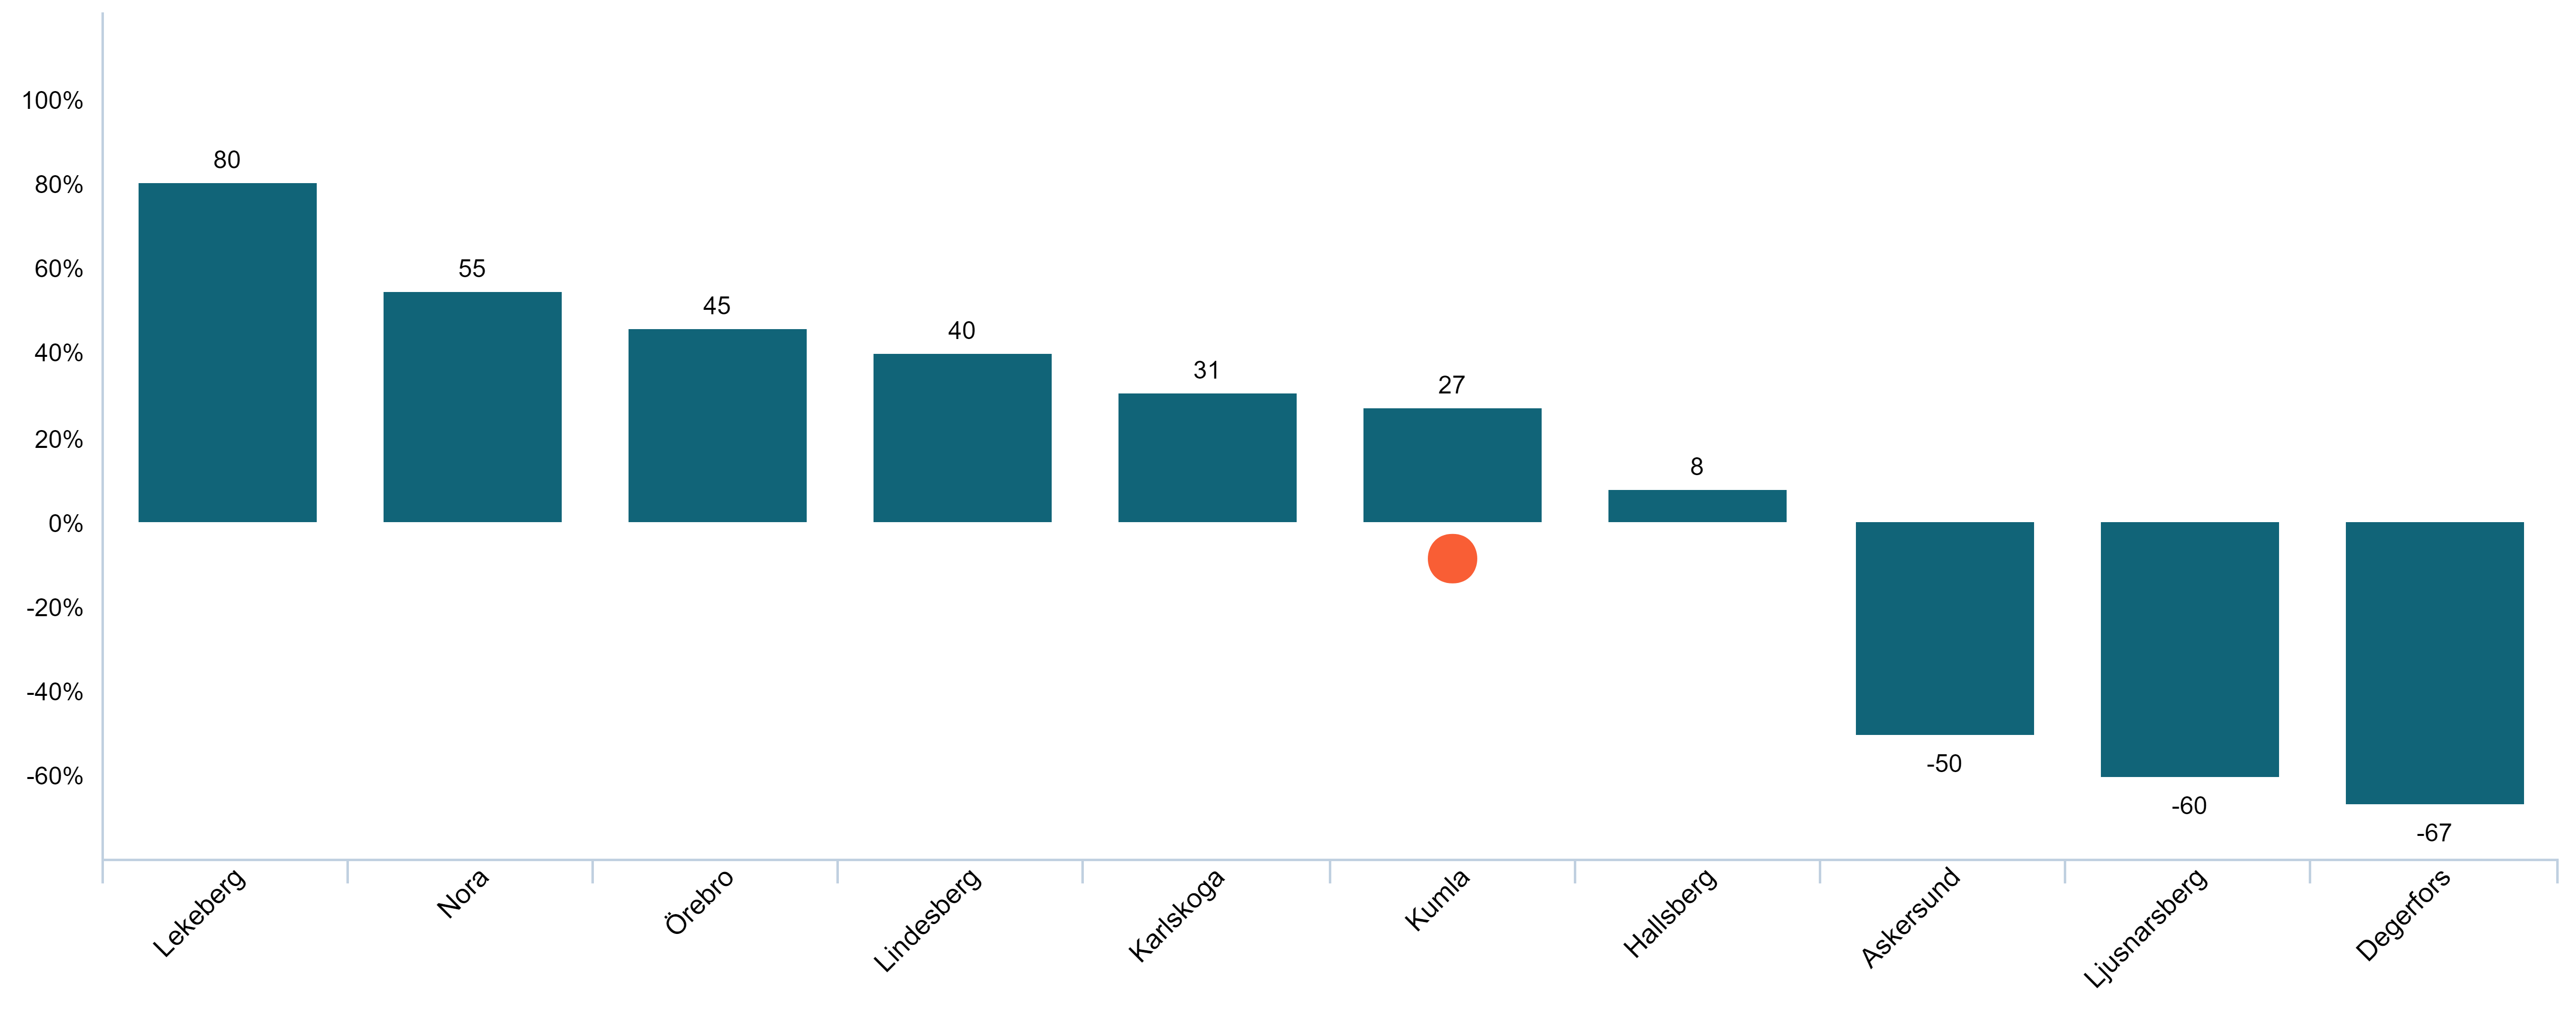 100%
80%
60%
40%
20%
0%
-20%
-40%
-60%
80
55
45
40
31
27
8
-50
-60
-67
Lekeberg
Nora
Örebro
Lindesberg
Karlskoga
Kumla
Hallsberg
Askersund
Ljusnarsberg
Degerfors